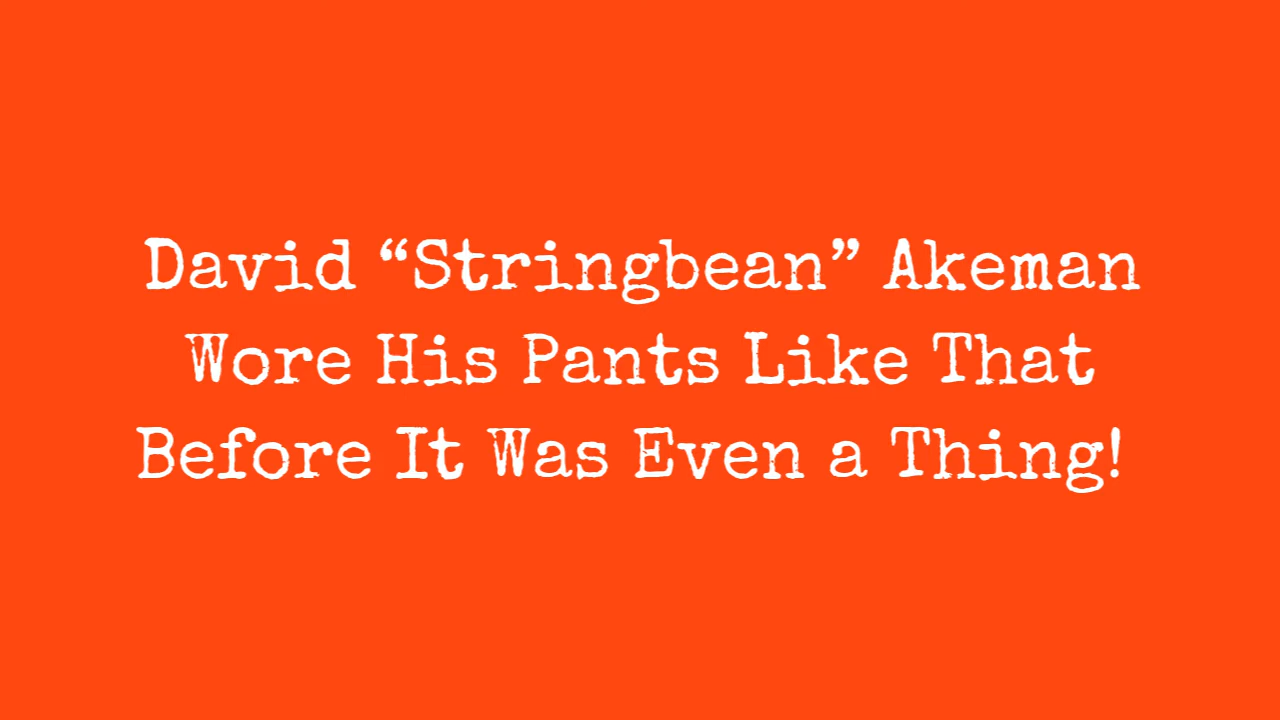 David “Stringbean” Akeman
Wore His Pants Like That
Before It Was Even a Thing!